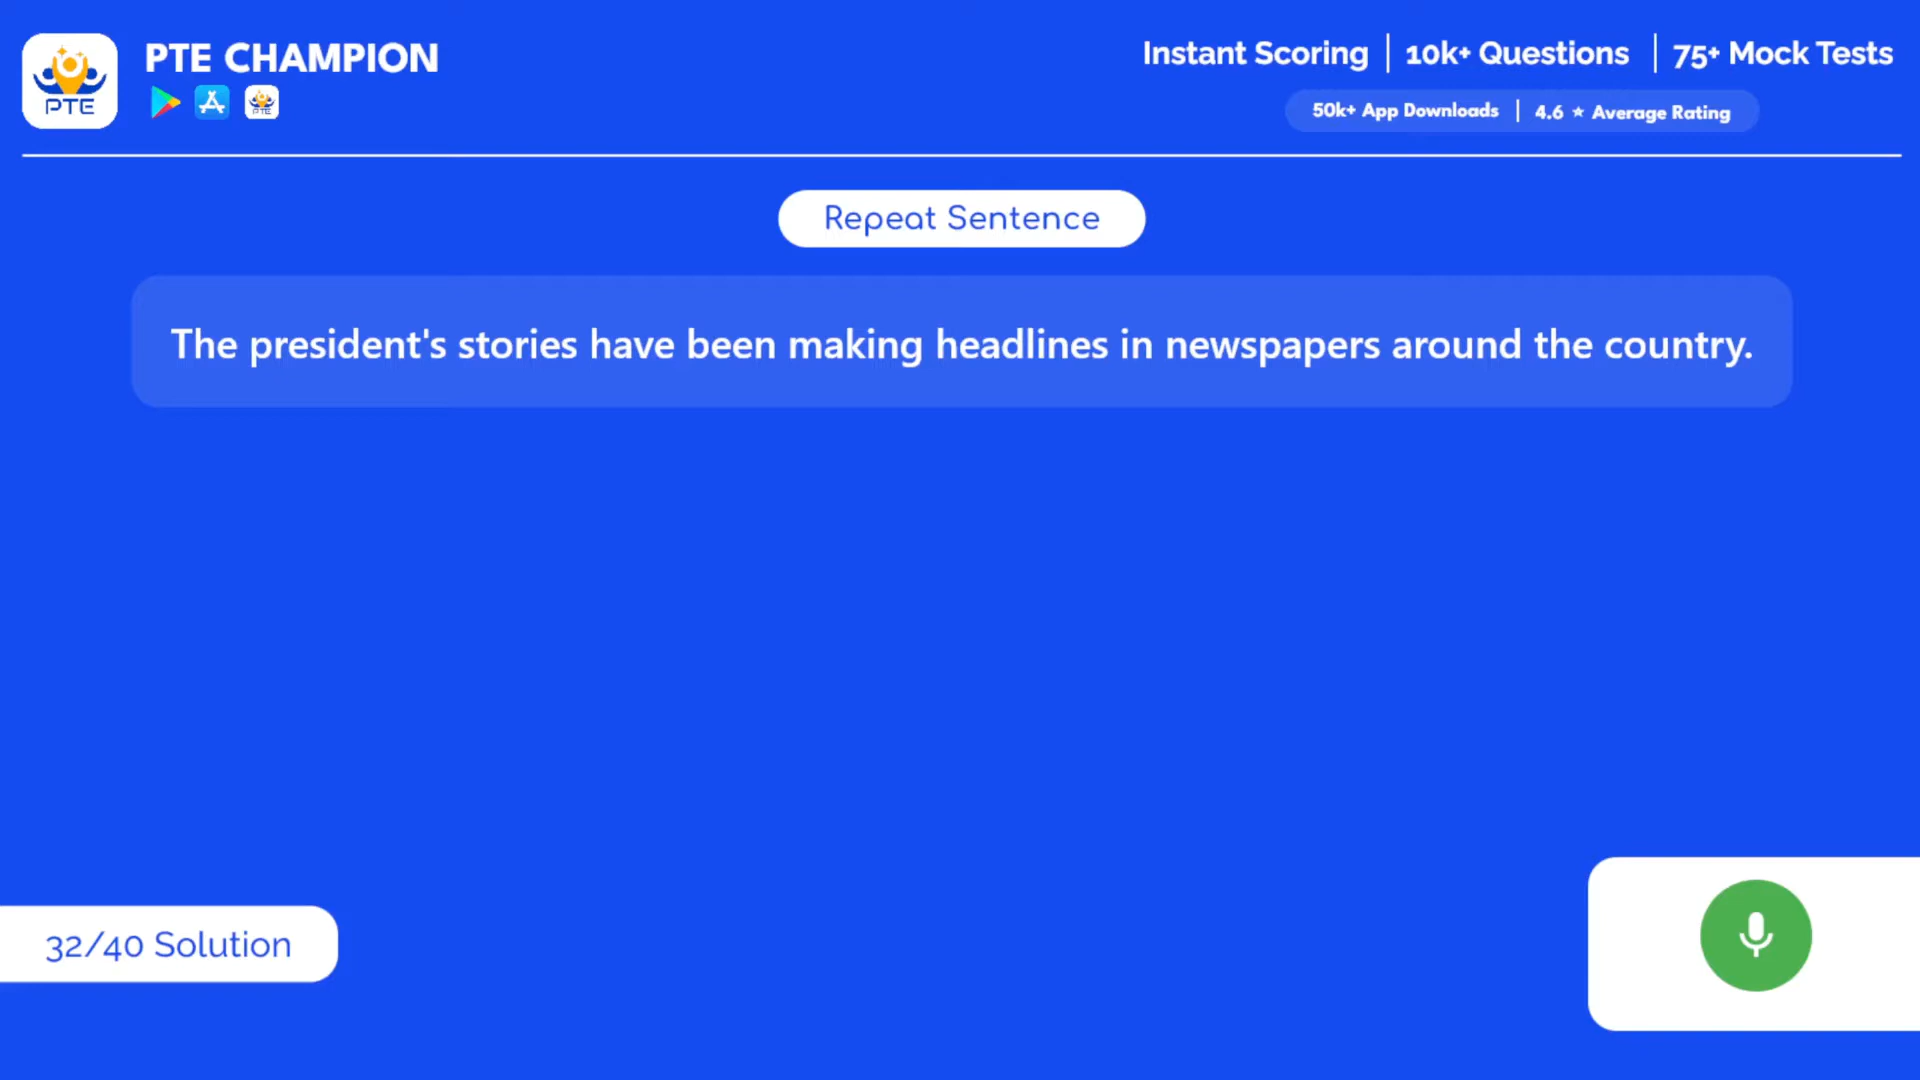 PTE CHAMPION
PTE
PTE
Instant Scoring | 10k+ Questions | 75+ Mock Tests
50k+ App Downloads | 4.6 ★ Average Rating
Repeat Sentence
The president's stories have been making headlines in newspapers around the country.
32/40 Solution